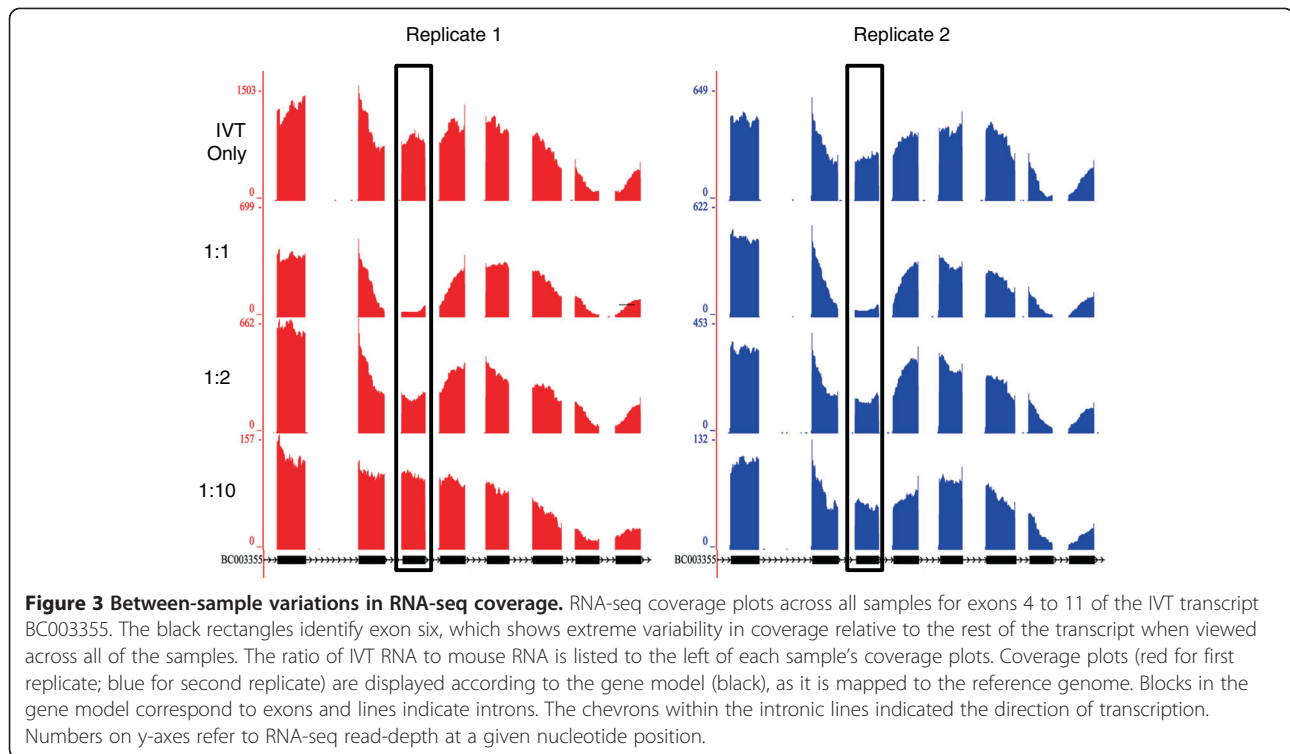 Replicate 1
Replicate 2
1503 -
IVT
Only
0 _
699 -
1:1
0 _
662 -
1:2
0 _
157 -
1:10
0 _
BC003355
649 -
0 _
622 -
0 _
453 -
0 _
132 -
0 _
BC003355
Figure 3 Between-sample variations in RNA-seq coverage. RNA-seq coverage plots across all samples for exons 4 to 11 of the IVT transcript
BC003355. The black rectangles identify exon six, which shows extreme variability in coverage relative to the rest of the transcript when viewed
across all of the samples. The ratio of IVT RNA to mouse RNA is listed to the left of each sample's coverage plots. Coverage plots (red for first
replicate; blue for second replicate) are displayed according to the gene model (black), as it is mapped to the reference genome. Blocks in the
gene model correspond to exons and lines indicate introns. The chevrons within the intronic lines indicated the direction of transcription.
Numbers on y-axes refer to RNA-seq read-depth at a given nucleotide position.